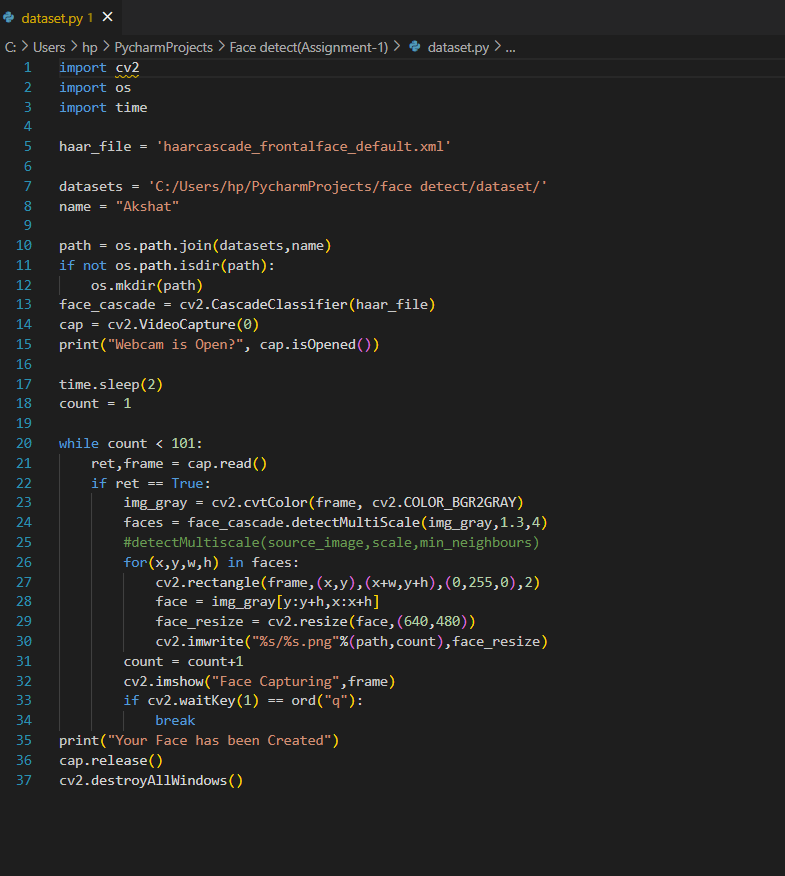 dataset.py 1 ×
C: > Users > hp > PycharmProjects > Face detect(Assignment-1) > dataset.py > ...
1 import cv2
2 import os
3 import time
4
5 haar_file = 'haarcascade_frontalface_default.xml'
6
7 datasets = 'C:/Users/hp/PycharmProjects/face detect/dataset/'
8 name = "Akshat"
9
10 path = os.path.join(datasets,name)
11 if not os.path.isdir(path):
12     os.mkdir(path)
13 face_cascade = cv2.CascadeClassifier(haar_file)
14 cap = cv2.VideoCapture(0)
15 print("Webcam is Open?", cap.isOpened())
16
17 time.sleep(2)
18 count = 1
19
20 while count < 101:
21     ret,frame = cap.read()
22     if ret == True:
23         img_gray = cv2.cvtColor(frame, cv2.COLOR_BGR2GRAY)
24         faces = face_cascade.detectMultiScale(img_gray,1.3,4)
25         #detectMultiscale(source_image,scale,min_neighbours)
26         for(x,y,w,h) in faces:
27             cv2.rectangle(frame,(x,y),(x+w,y+h),(0,255,0),2)
28             face = img_gray[y:y+h,x:x+h]
29             face_resize = cv2.resize(face,(640,480))
30             cv2.imwrite("%s/%s.png"%(path,count),face_resize)
31         count = count+1
32         cv2.imshow("Face Capturing",frame)
33         if cv2.waitKey(1) == ord("q"):
34             break
35 print("Your Face has been Created")
36 cap.release()
37 cv2.destroyAllWindows()